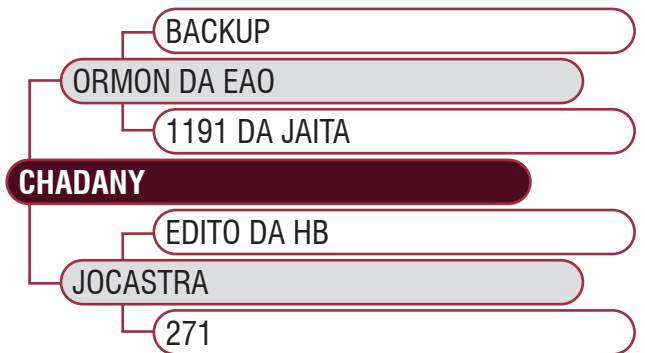 BACKUP
ORMON DA EAO
1191 DA JAITA
CHADANY
EDITO DA HB
JOCASTRA
271